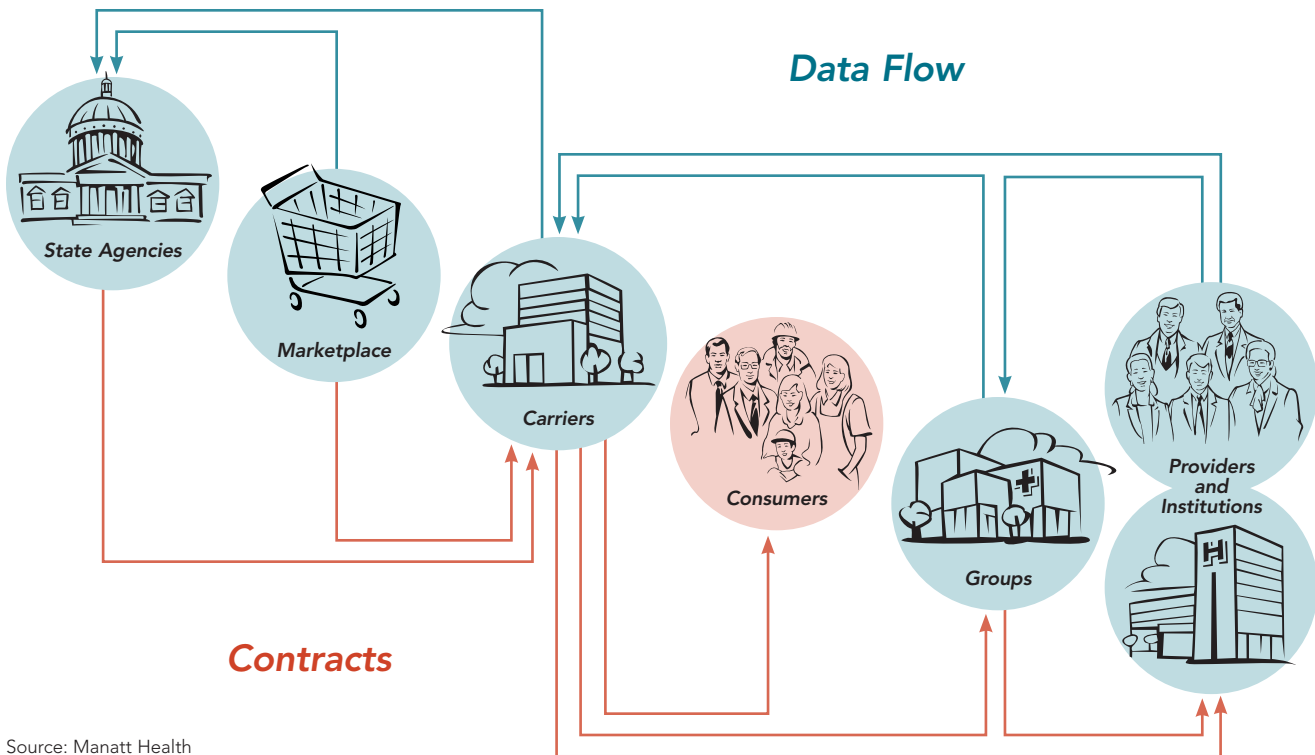 Data Flow
State Agencies
Marketplace
Carriers
Consumers
Groups
Providers
and
Institutions
H
Contracts
Source: Manatt Health